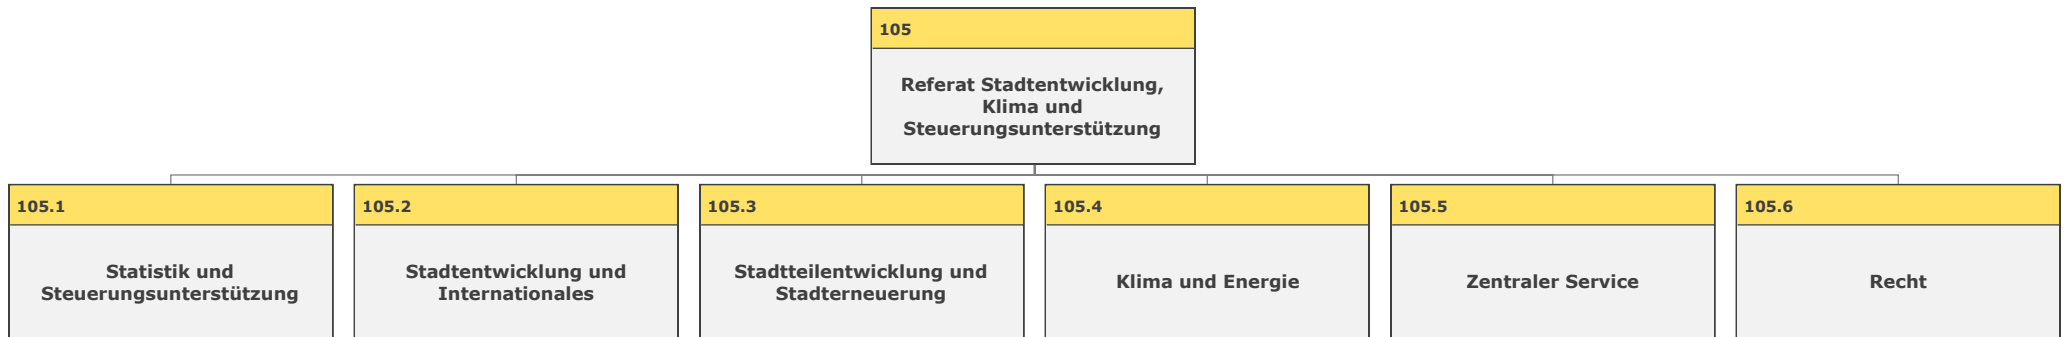 105
Referat Stadtentwicklung,
Klima und
Steuerungsunterstützung
105.1
Statistik und
Steuerungsunterstützung
105.2
Stadtentwicklung und
Internationales
105.3
Stadtteilentwicklung und
Stadterneuerung
105.4
Klima und Energie
105.5
Zentraler Service
105.6
Recht